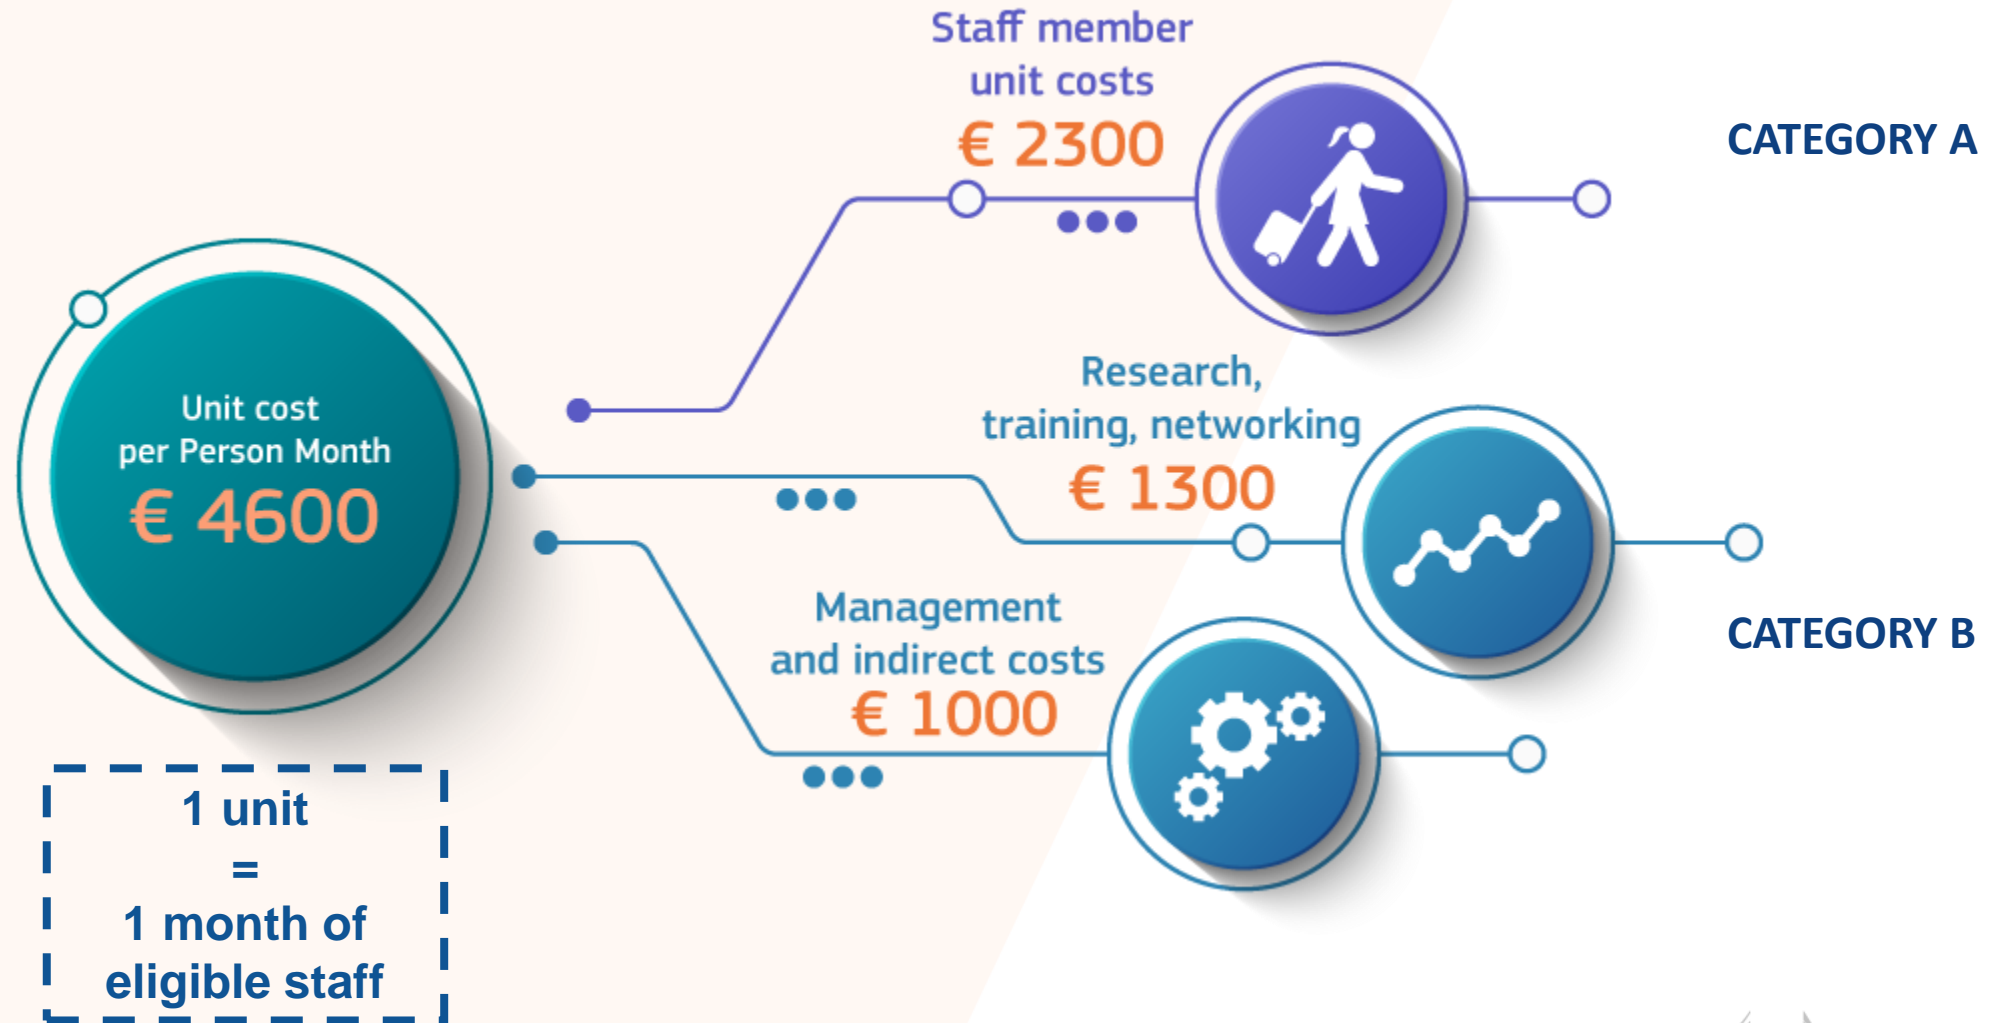 Staff member
unit costs
€ 2300
CATEGORY A
Unit cost
per Person Month
€ 4600
Research,
training, networking
€ 1300
Management
and indirect costs
€ 1000
CATEGORY B
1 unit
=
1 month of
eligible staff